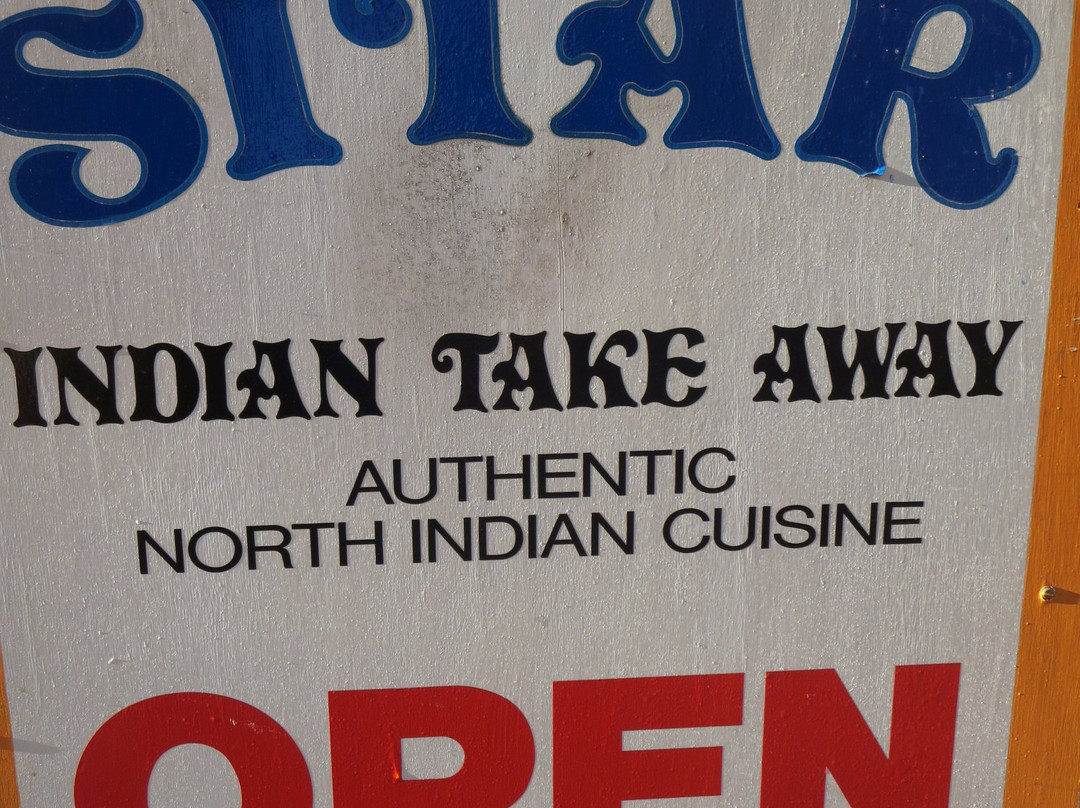 SITAR
INDIAN TAKE AWAY
AUTHENTIC
NORTH INDIAN CUISINE
OPEN